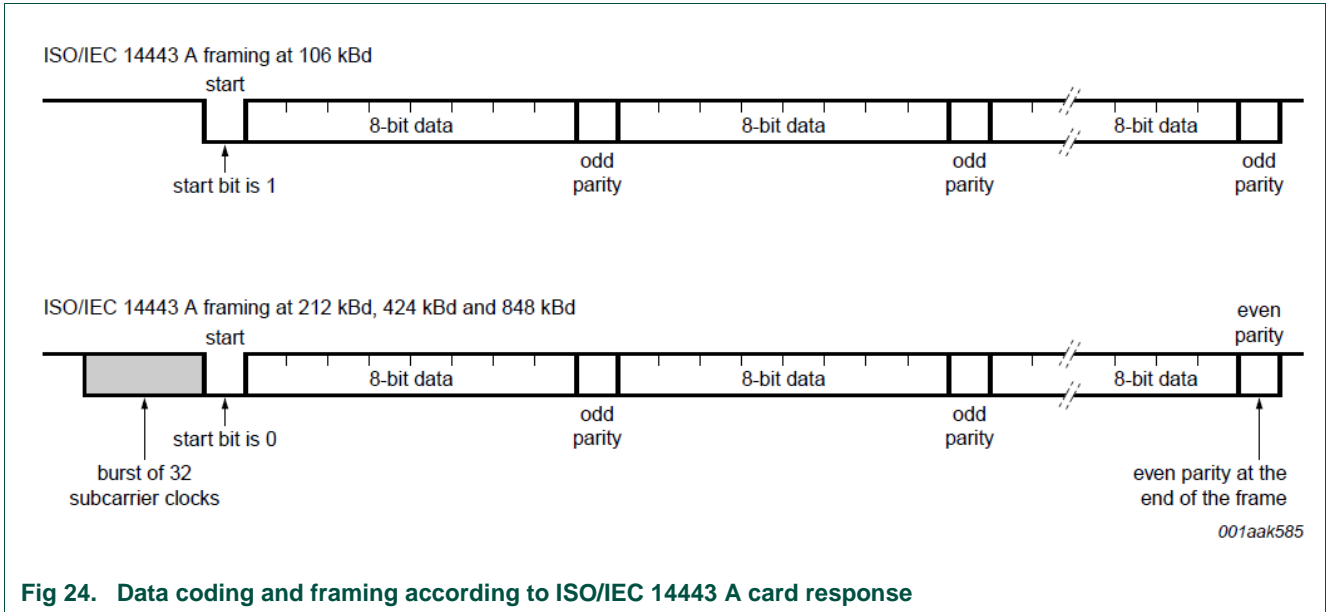 ISO/IEC 14443 A framing at 106 kBd
start
8-bit data
8-bit data
8-bit data
start bit is 1
odd
parity
odd
parity
odd
parity
ISO/IEC 14443 A framing at 212 kBd, 424 kBd and 848 kBd
start
even
parity
8-bit data
8-bit data
8-bit data
start bit is 0
odd
parity
odd
parity
burst of 32
subcarrier clocks
even parity at the
end of the frame
001aak585
Fig 24. Data coding and framing according to ISO/IEC 14443 A card response